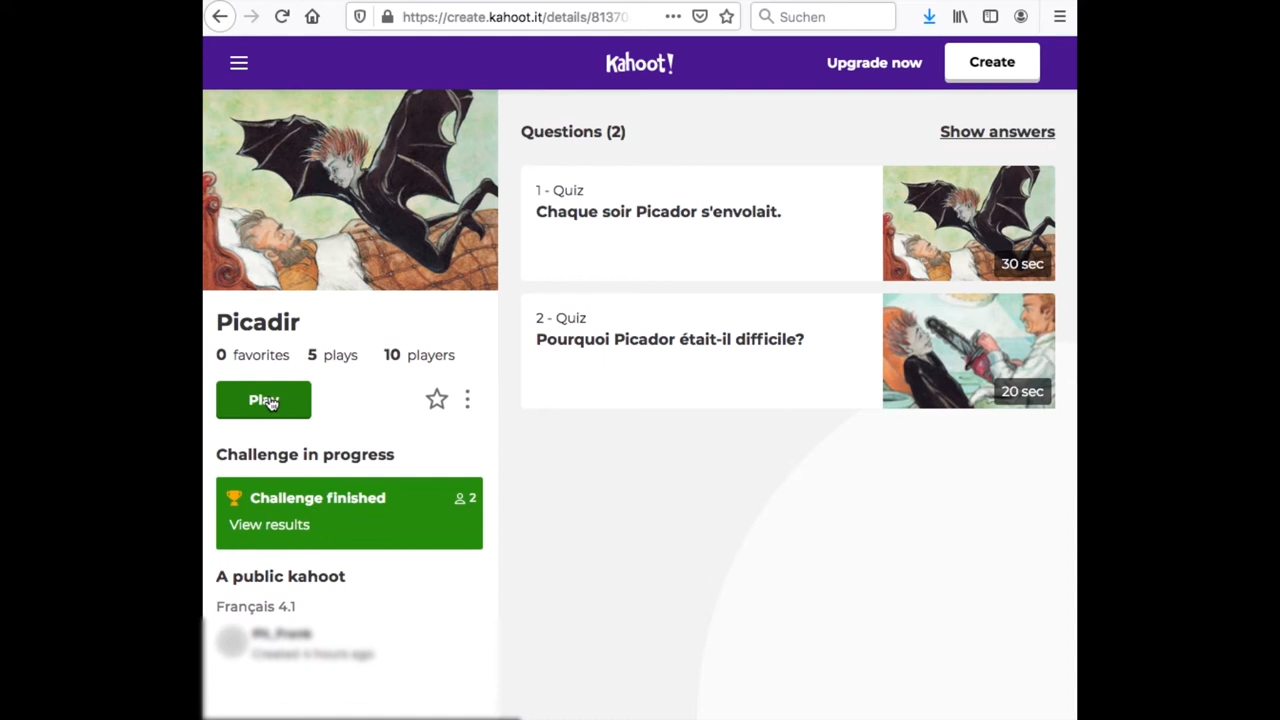 https://create.kahoot.it/details/81370
Suchen
Kahoot!
Upgrade now
Create
Questions (2)
Show answers
1 - Quiz
Chaque soir Picador s'envolait.
30 sec
2 - Quiz
Pourquoi Picador était-il difficile?
20 sec
Picadir
0 favorites 5 plays 10 players
Play
Challenge in progress
Challenge finished 2
View results
A public kahoot
Français 4.1